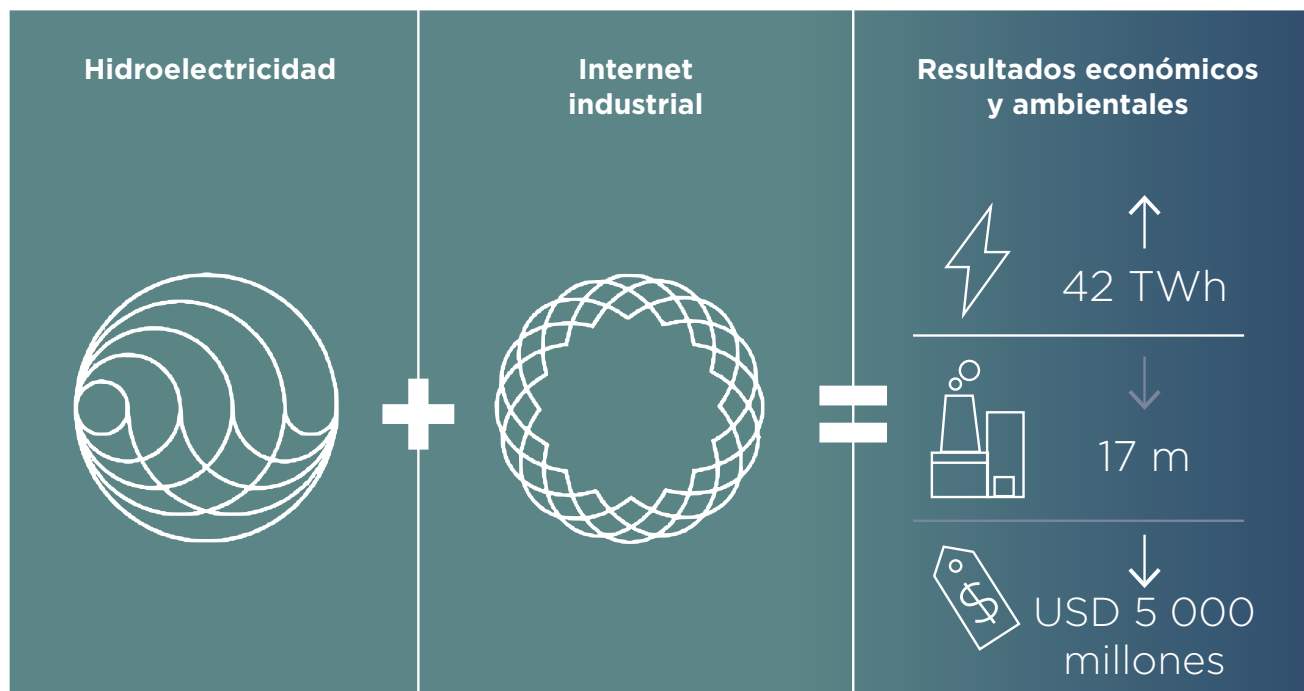 Hidroelectricidad
Internet
industrial
Resultados económicos
y ambientales
42 TWh
17 m
$
USD 5 000
millones